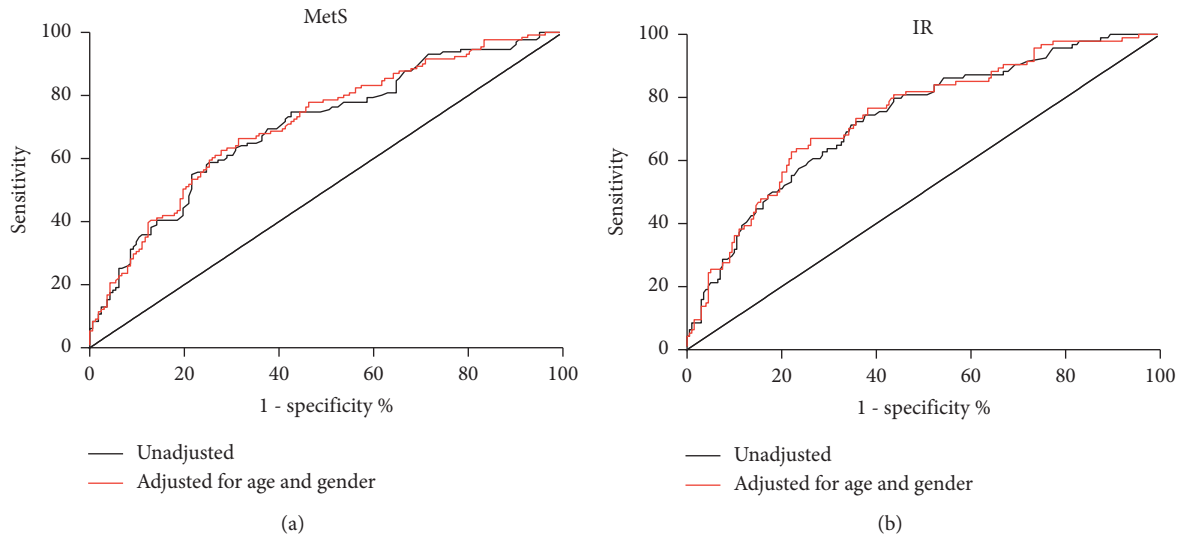 MetS
100
80
60
40
20
0
Sensitivity
0 20 40 60 80 100
1 - specificity %
Unadjusted
Adjusted for age and gender
(a)
IR
100
80
60
40
20
0
Sensitivity
0 20 40 60 80 100
1 - specificity %
Unadjusted
Adjusted for age and gender
(b)